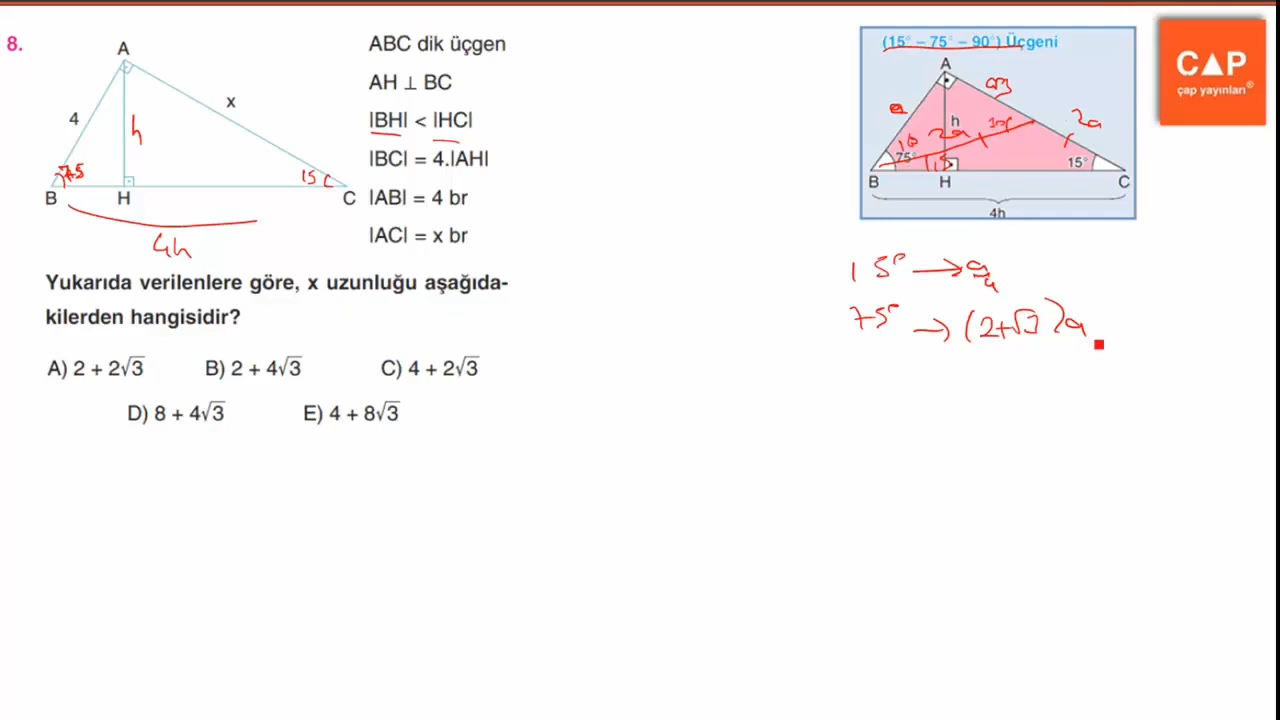 8.
A
4
x
h
75
15
B
H
C
4h
ABC dik üçgen
AH ⊥ BC
|BH| < |HC|
|BC| = 4.|AH|
|AB| = 4 br
|AC| = x br
Yukarıda verilenlere göre, x uzunluğu aşağıda-
kilerden hangisidir?
A) 2 + 2√3
B) 2 + 4√3
C) 4 + 2√3
D) 8 + 4√3
E) 4 + 8√3
(15° – 75° – 90°) Üçgeni
A
a√3
a
h
2a
2a
75°
15
15°
B
H
C
4h
15° → a
75° → (2+√3)a
ÇAP
çap yayınları®